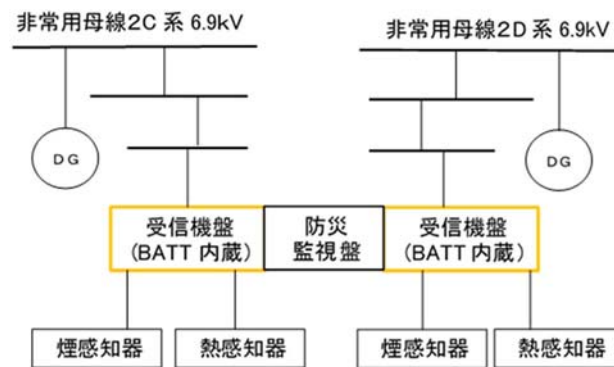 非常用母線2C 系 6.9kV
非常用母線2D 系 6.9kV
DG
DG
受信機盤
(BATT 内蔵)
防災
監視盤
受信機盤
(BATT 内蔵)
煙感知器
熱感知器
煙感知器
熱感知器